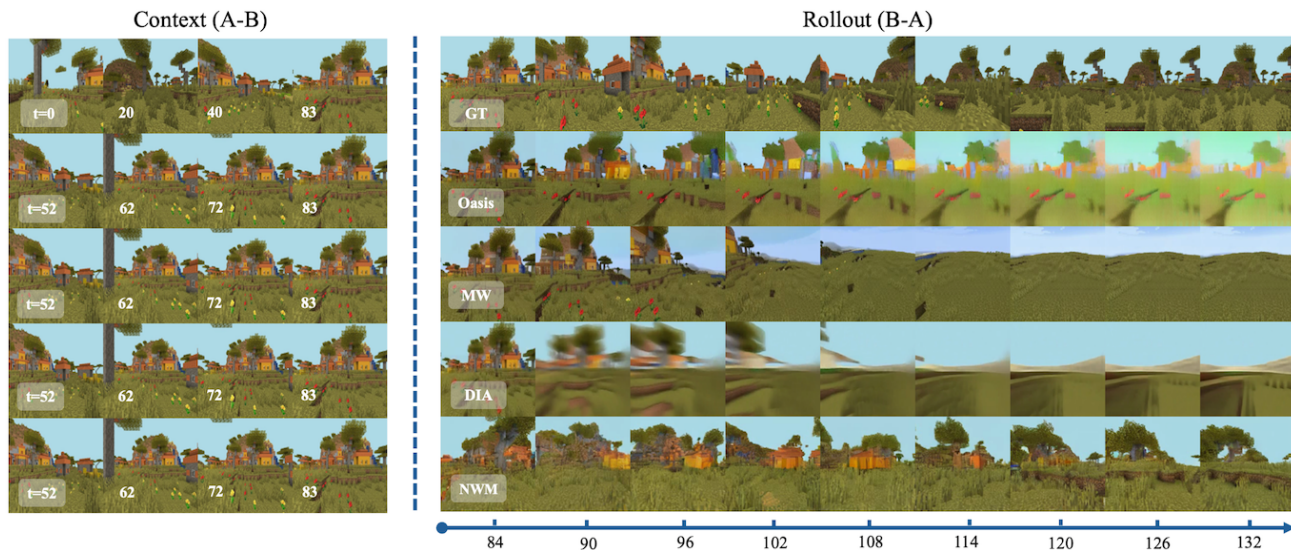 Context (A-B)
Rollout (B-A)
t=0 20 40 83
GT
t=52 62 72 83
Oasis
t=52 62 72 83
MW
t=52 62 72 83
DIA
t=52 62 72 83
NWM
84 90 96 102 108 114 120 126 132